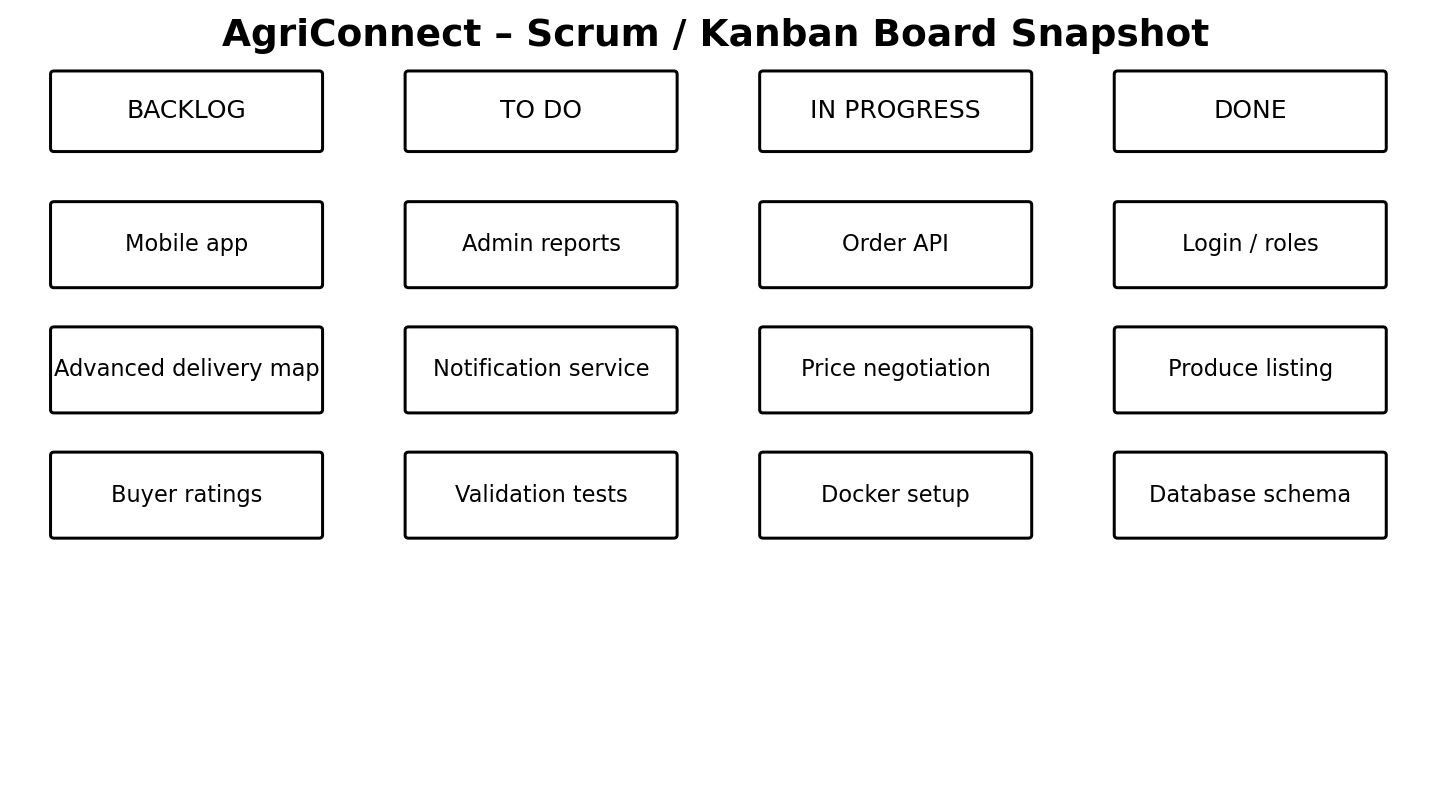 AgriConnect – Scrum / Kanban Board Snapshot
BACKLOG
TO DO
IN PROGRESS
DONE
Mobile app
Admin reports
Order API
Login / roles
Advanced delivery map
Notification service
Price negotiation
Produce listing
Buyer ratings
Validation tests
Docker setup
Database schema